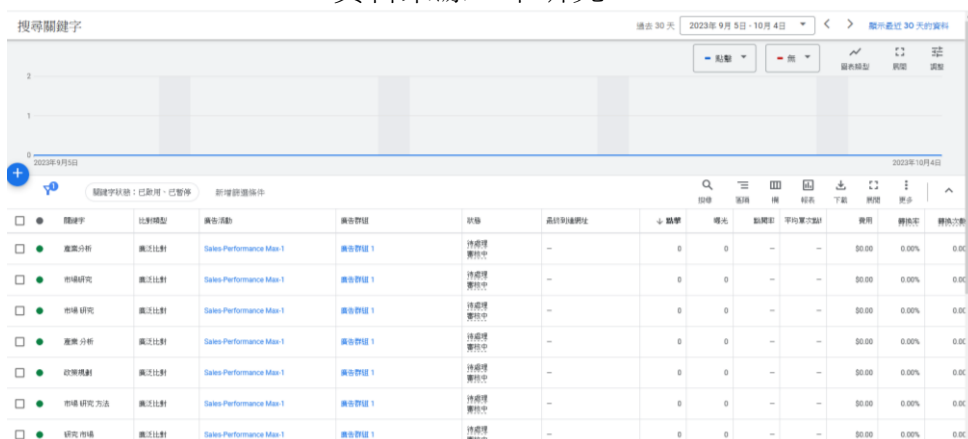 搜尋關鍵字 過去 30 天 2023年 9月 5日 - 10月 4日 顯示最近 30 天的資料
點擊 無 圖表類型 展開 調整
2
1
0
2023年9月5日 2023年10月4日
關鍵字狀態：已啟用、已暫停 新增篩選條件 搜尋 區隔 欄 報表 下載 展開 更多
關鍵字 比對類型 廣告活動 廣告群組 狀態 最終到達網址 ↓ 點擊 曝光 點閱率 平均單次點 費用 轉換率 轉換次數
產業分析 廣泛比對 Sales-Performance Max-1 廣告群組 1 待處理 – 0 0 – – $0.00 0.00% 0.00
審核中
市場研究 廣泛比對 Sales-Performance Max-1 廣告群組 1 待處理 – 0 0 – – $0.00 0.00% 0.00
審核中
市場 研究 廣泛比對 Sales-Performance Max-1 廣告群組 1 待處理 – 0 0 – – $0.00 0.00% 0.00
審核中
產業 分析 廣泛比對 Sales-Performance Max-1 廣告群組 1 待處理 – 0 0 – – $0.00 0.00% 0.00
審核中
政策規劃 廣泛比對 Sales-Performance Max-1 廣告群組 1 待處理 – 0 0 – – $0.00 0.00% 0.00
審核中
市場 研究 方法 廣泛比對 Sales-Performance Max-1 廣告群組 1 待處理 – 0 0 – – $0.00 0.00% 0.00
審核中
研究 市場 廣泛比對 Sales-Performance Max-1 廣告群組 1 待處理 – 0 0 – – $0.00 0.00% 0.00